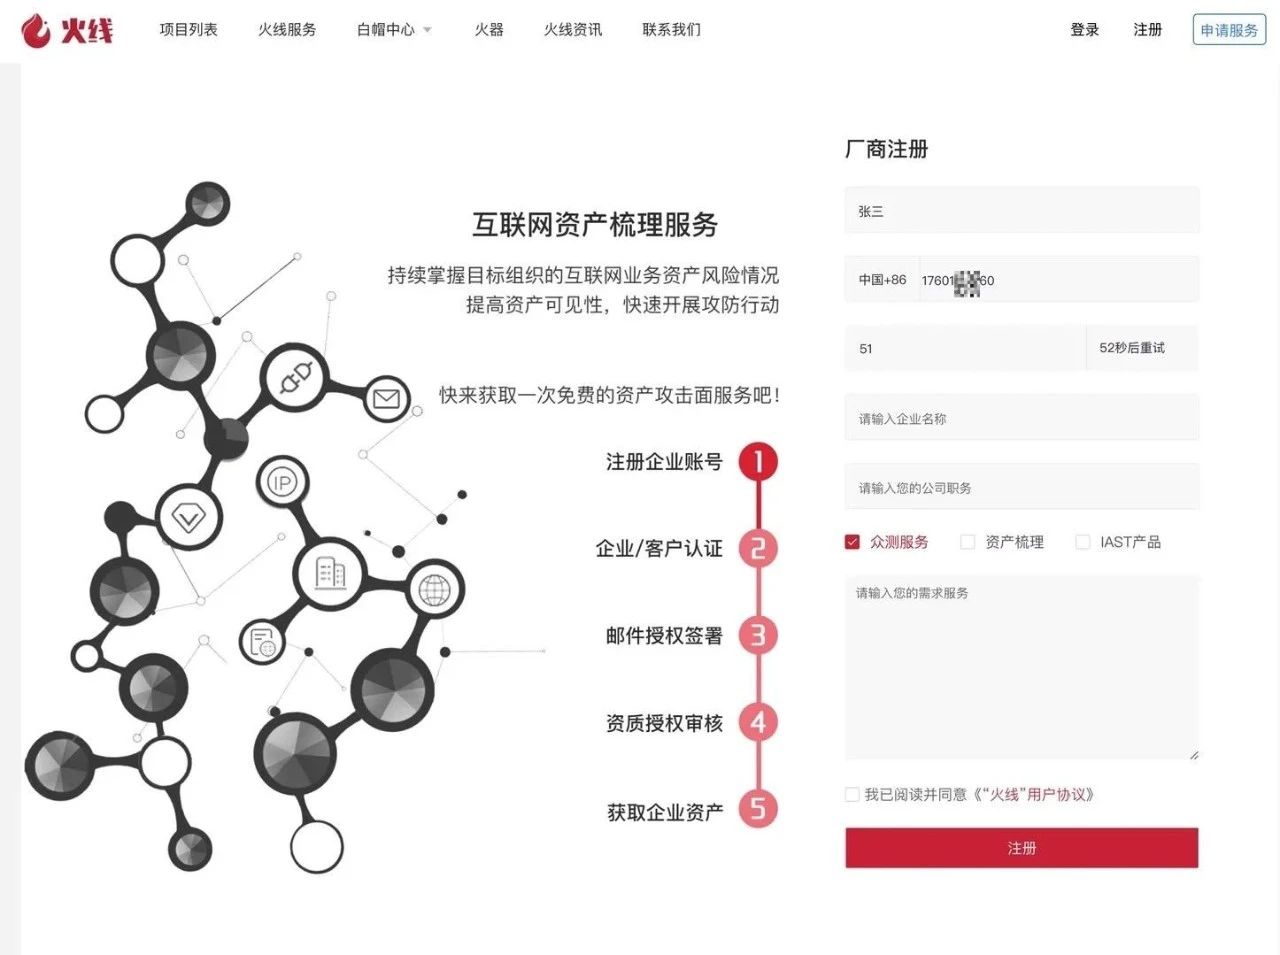 火线
项目列表
火线服务
白帽中心
火器
火线资讯
联系我们
登录
注册
申请服务
互联网资产梳理服务
持续掌握目标组织的互联网业务资产风险情况
提高资产可见性，快速开展攻防行动
快来获取一次免费的资产攻击面服务吧！
注册企业账号 1
企业/客户认证 2
邮件授权签署 3
资质授权审核 4
获取企业资产 5
IP
厂商注册
张三
中国+86 17601 60
51 52秒后重试
请输入企业名称
请输入您的公司职务
众测服务 资产梳理 IAST产品
请输入您的需求服务
我已阅读并同意《“火线”用户协议》
注册